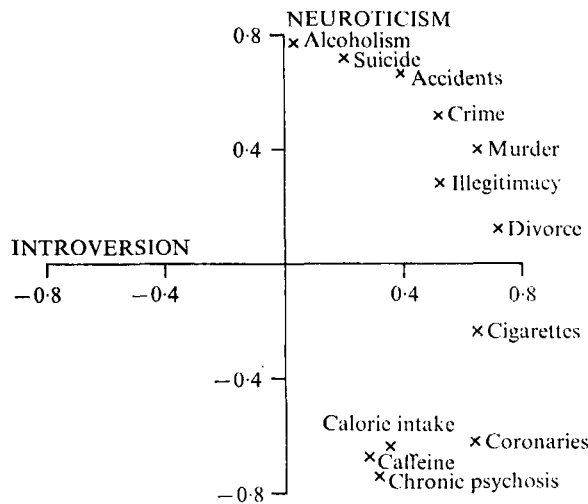 NEUROTICISM
0·8
Alcoholism
Suicide
Accidents
Crime
0·4
Murder
Illegitimacy
Divorce
INTROVERSION
−0·8
−0·4
0·4
0·8
Cigarettes
−0·4
Caloric intake
Coronaries
Caffeine
Chronic psychosis
−0·8